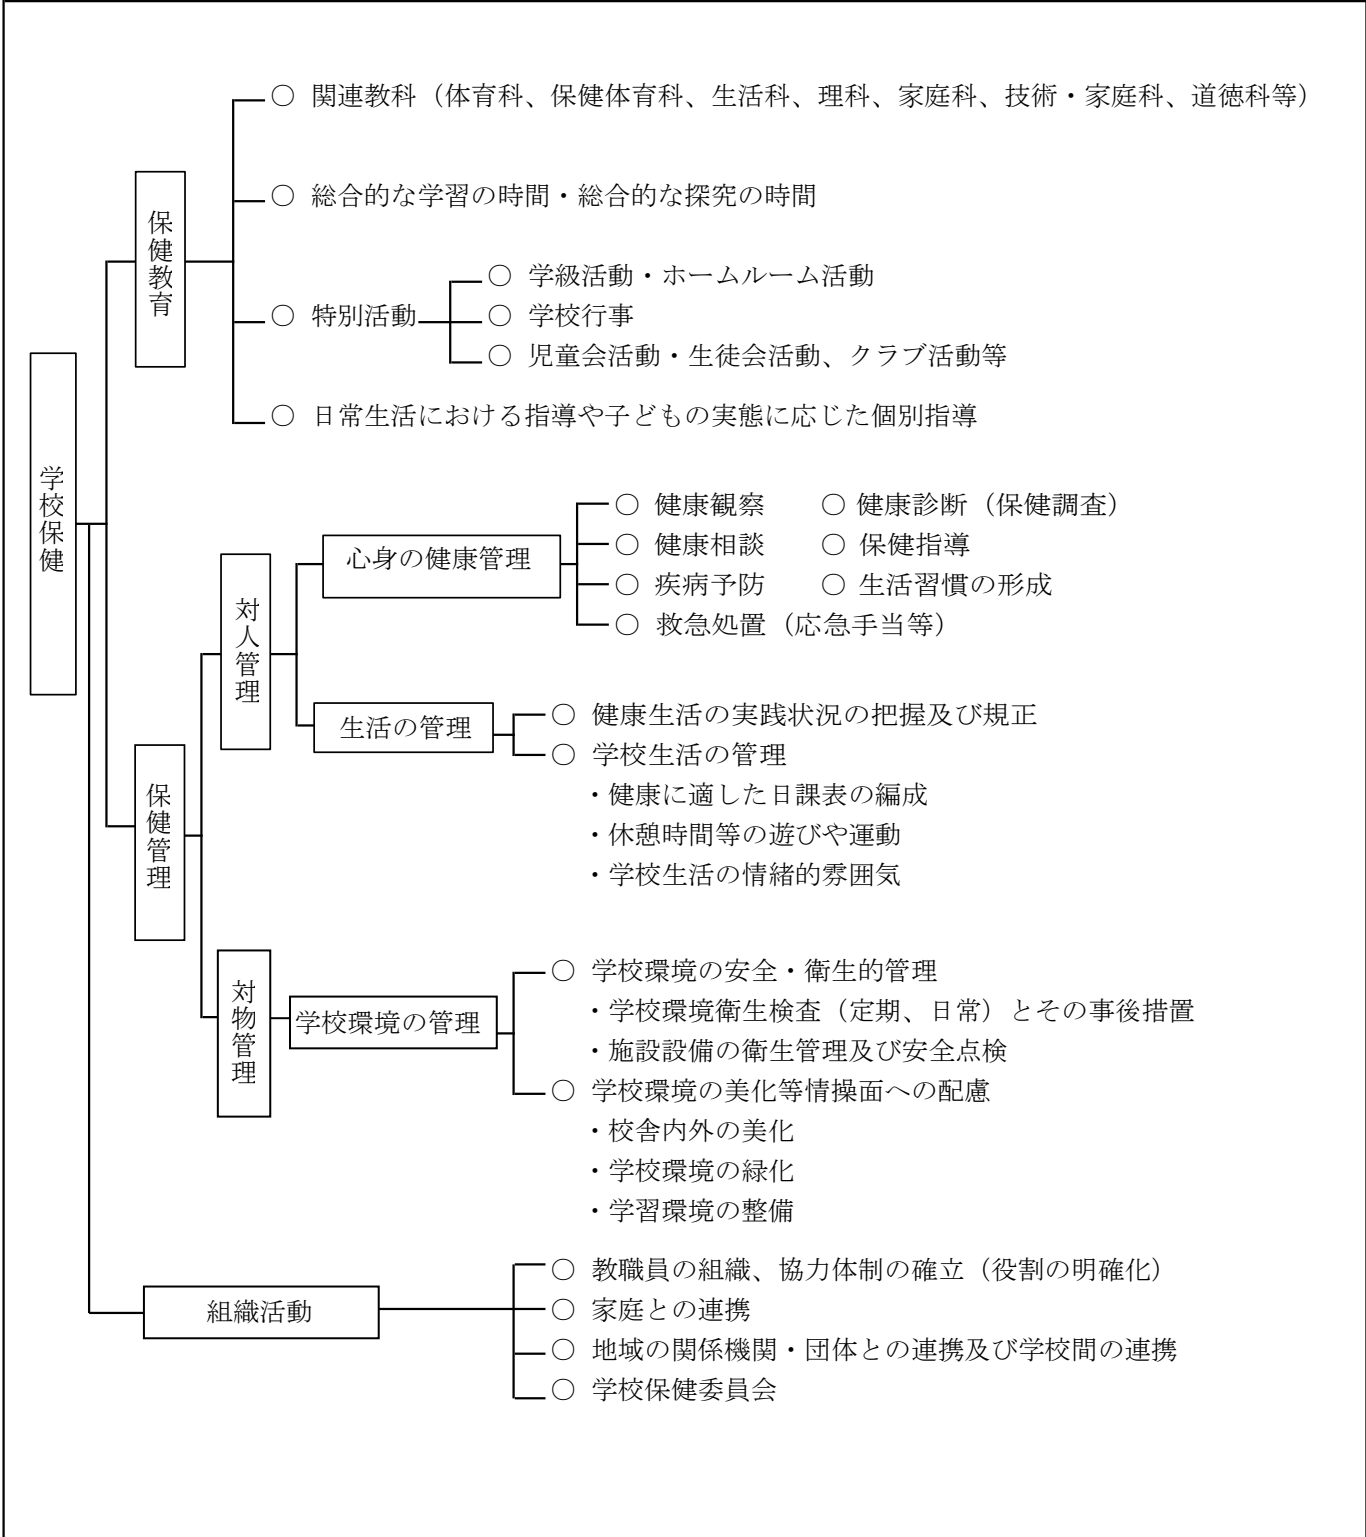 学校保健
保健教育
○ 関連教科（体育科、保健体育科、生活科、理科、家庭科、技術・家庭科、道徳科等）
○ 総合的な学習の時間・総合的な探究の時間
○ 特別活動
○ 学級活動・ホームルーム活動
○ 学校行事
○ 児童会活動・生徒会活動、クラブ活動等
○ 日常生活における指導や子どもの実態に応じた個別指導
保健管理
対人管理
心身の健康管理
○ 健康観察 ○ 健康診断（保健調査）
○ 健康相談 ○ 保健指導
○ 疾病予防 ○ 生活習慣の形成
○ 救急処置（応急手当等）
生活の管理
○ 健康生活の実践状況の把握及び規正
○ 学校生活の管理
・健康に適した日課表の編成
・休憩時間等の遊びや運動
・学校生活の情緒的雰囲気
対物管理
学校環境の管理
○ 学校環境の安全・衛生的管理
・学校環境衛生検査（定期、日常）とその事後措置
・施設設備の衛生管理及び安全点検
○ 学校環境の美化等情操面への配慮
・校舎内外の美化
・学校環境の緑化
・学習環境の整備
組織活動
○ 教職員の組織、協力体制の確立（役割の明確化）
○ 家庭との連携
○ 地域の関係機関・団体との連携及び学校間の連携
○ 学校保健委員会